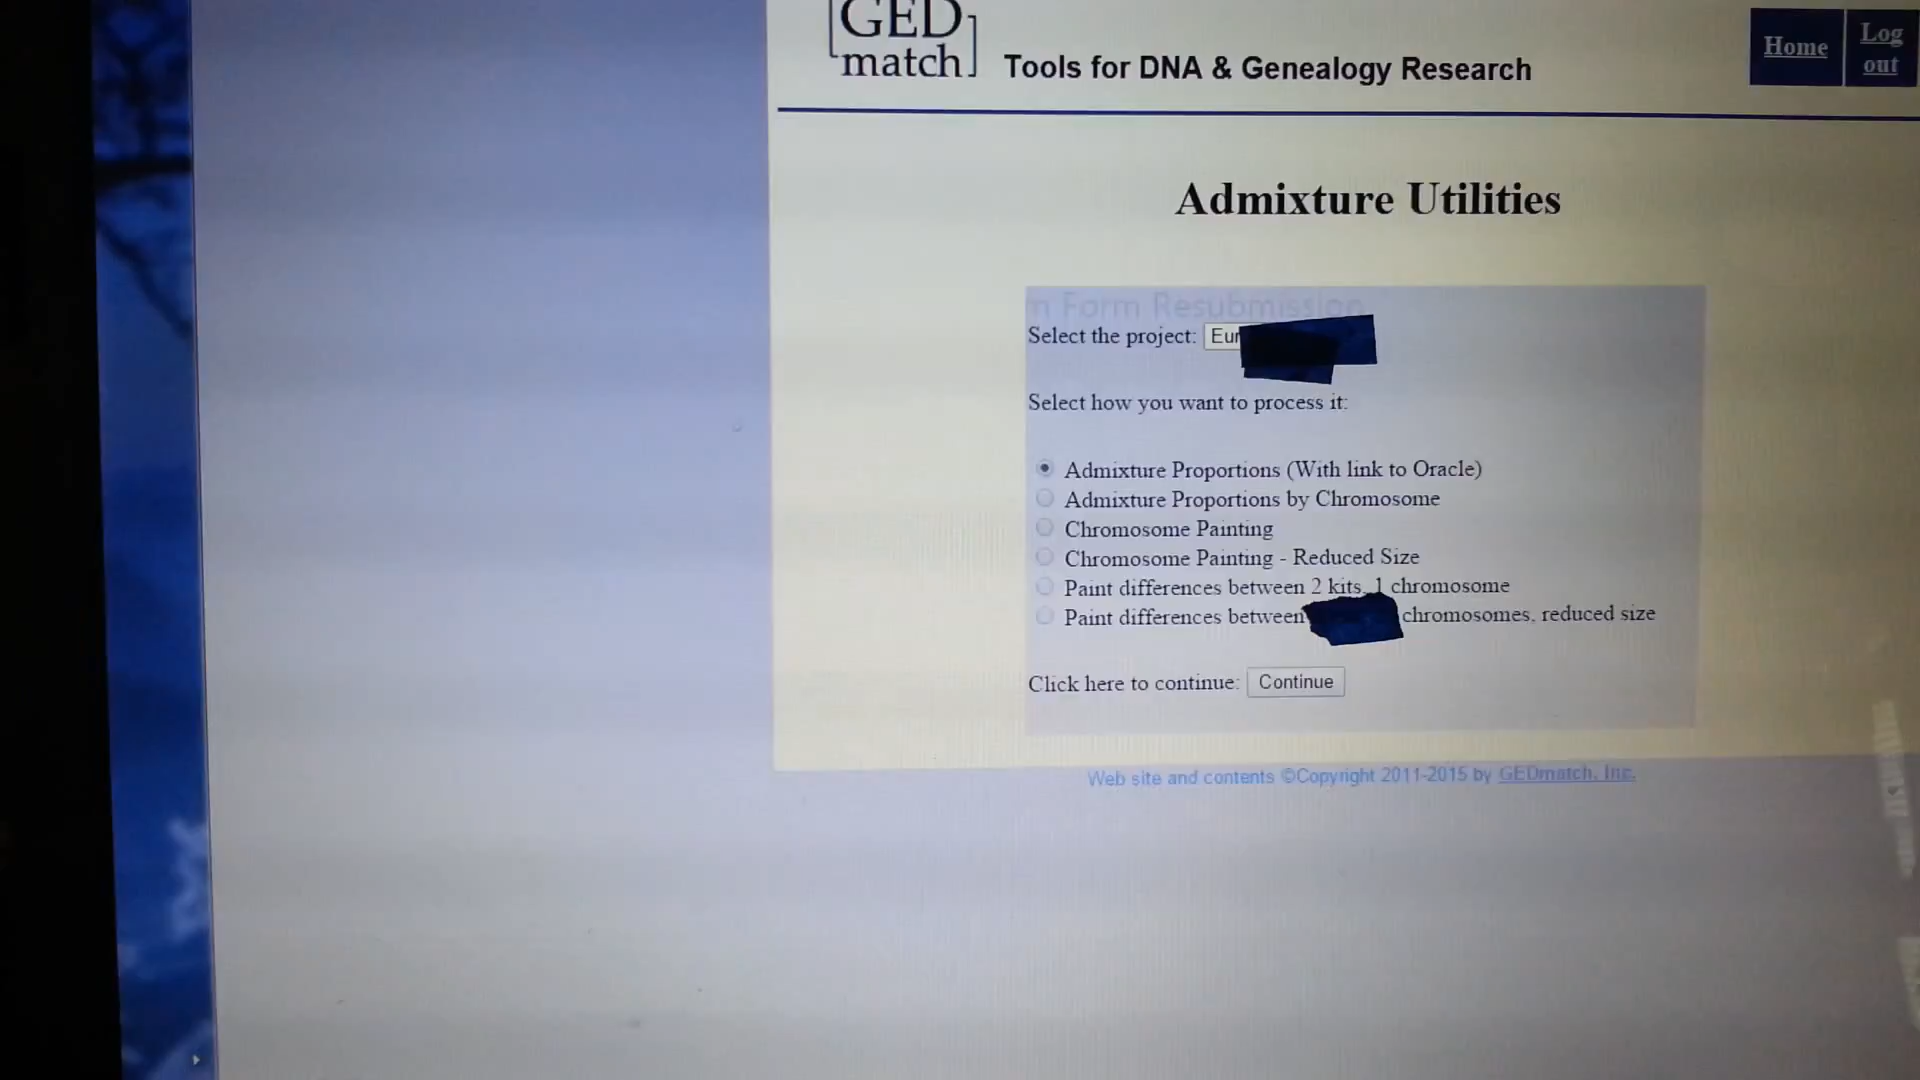 GED
match
Tools for DNA & Genealogy Research
Home
Log
out
Admixture Utilities
Form Resubmission
Select the project: Eur
Select how you want to process it:
Admixture Proportions (With link to Oracle)
Admixture Proportions by Chromosome
Chromosome Painting
Chromosome Painting - Reduced Size
Paint differences between 2 kits, 1 chromosome
Paint differences between chromosomes, reduced size
Click here to continue: Continue
Web site and contents ©Copyright 2011-2015 by GEDmatch, Inc.